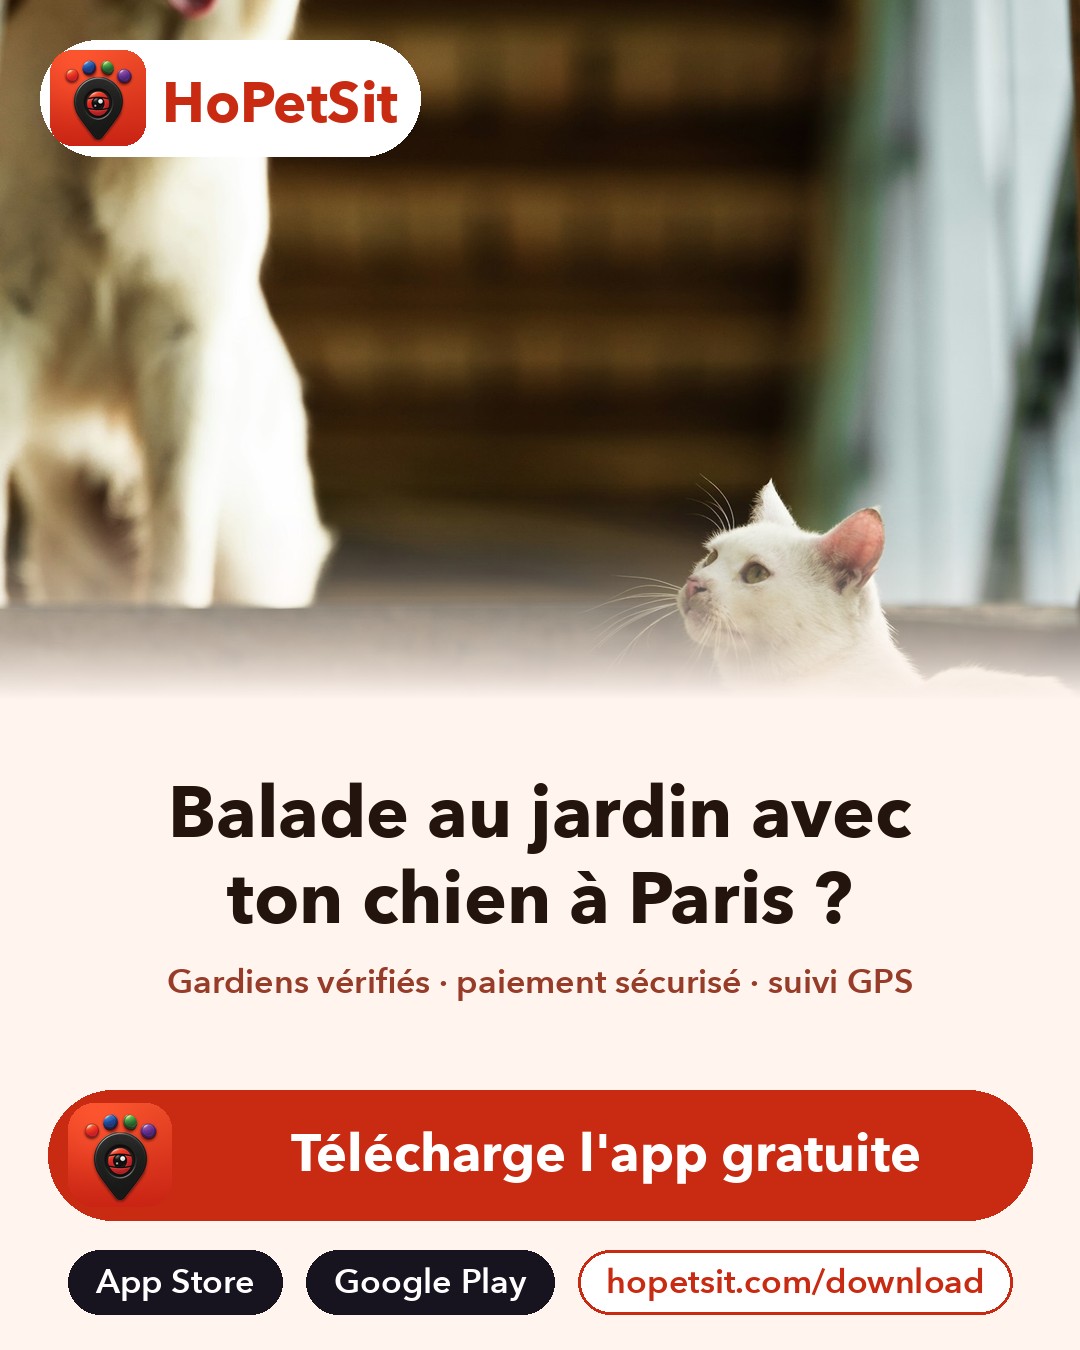 HoPetSit
Balade au jardin avec
ton chien à Paris ?
Gardiens vérifiés · paiement sécurisé · suivi GPS
Télécharge l'app gratuite
App Store
Google Play
hopetsit.com/download